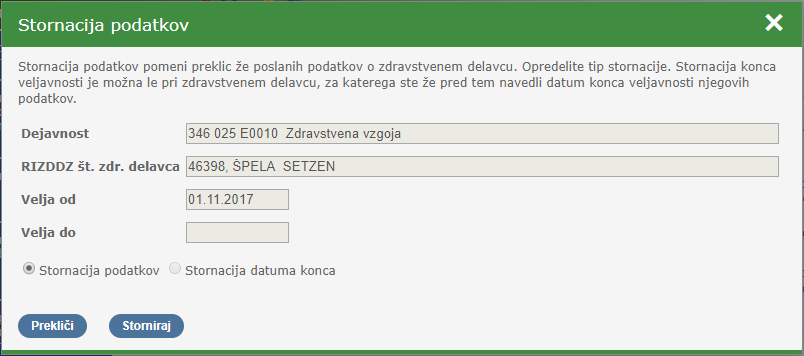 Stornacija podatkov
Stornacija podatkov pomeni preklic že poslanih podatkov o zdravstvenem delavcu. Opredelite tip stornacije. Stornacija konca
veljavnosti je možna le pri zdravstvenem delavcu, za katerega ste že pred tem navedli datum konca veljavnosti njegovih
podatkov.
Dejavnost 346 025 E0010 Zdravstvena vzgoja
RIZDDZ št. zdr. delavca 46398, ŠPELA SETZEN
Velja od 01.11.2017
Velja do
Stornacija podatkov Stornacija datuma konca
Prekliči Storniraj